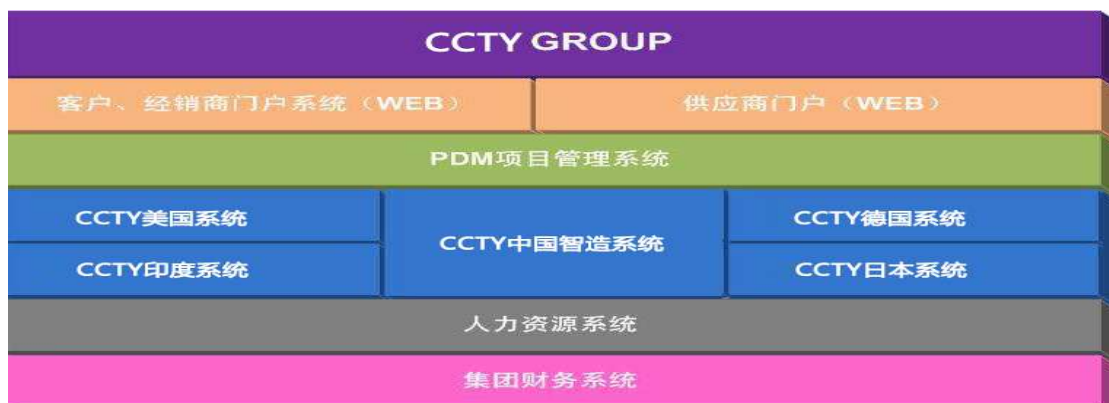 CCTY GROUP
客户、经销商门户系统（WEB）
供应商门户（WEB）
PDM项目管理系统
CCTY美国系统
CCTY印度系统
CCTY中国智造系统
CCTY德国系统
CCTY日本系统
人力资源系统
集团财务系统